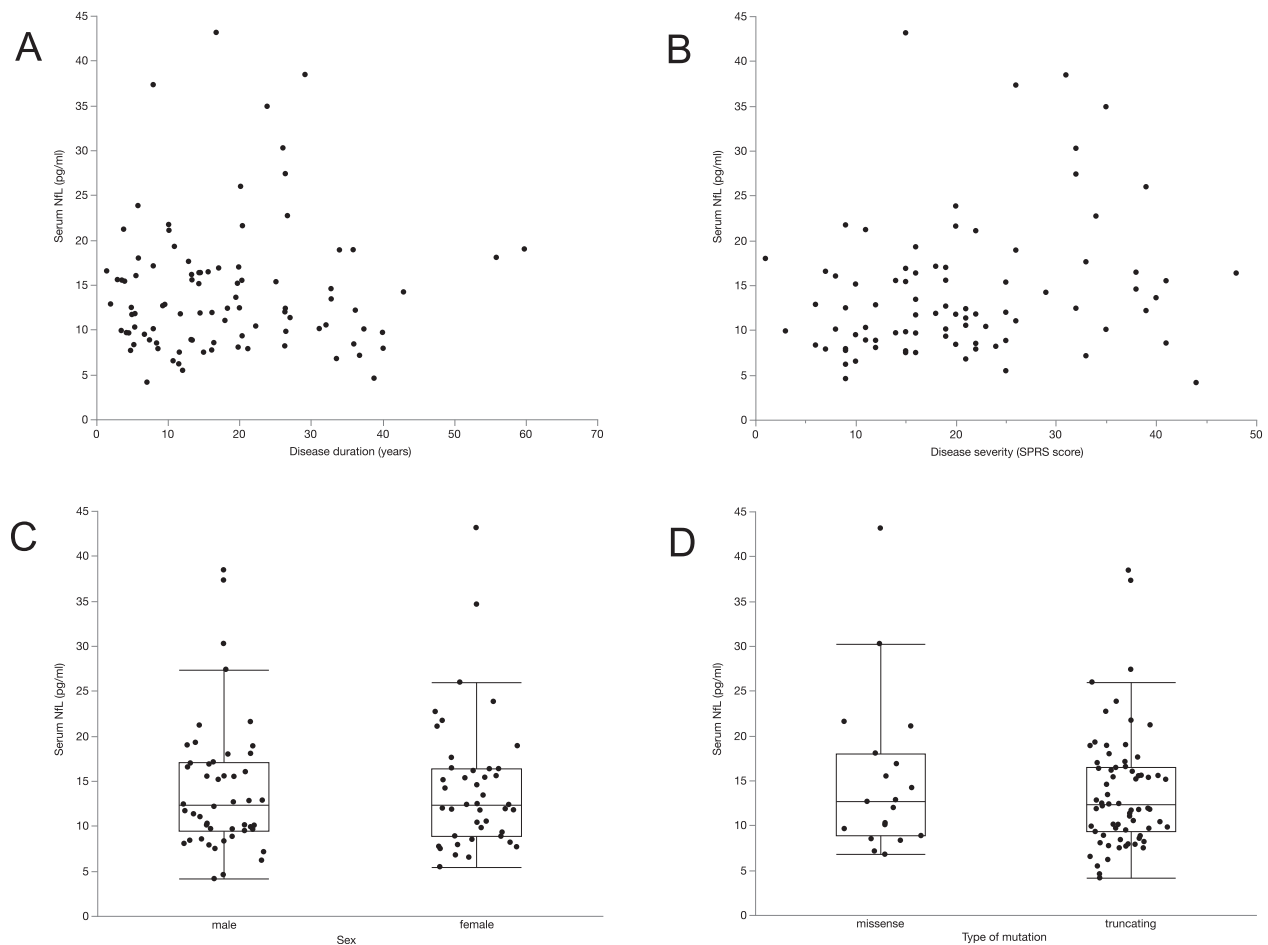 A
45
40
35
30
25
20
15
10
5
0
Serum NfL (pg/ml)
0 10 20 30 40 50 60 70
Disease duration (years)
B
45
40
35
30
25
20
15
10
5
0
Serum NfL (pg/ml)
0 10 20 30 40 50
Disease severity (SPRS score)
C
45
40
35
30
25
20
15
10
5
0
Serum NfL (pg/ml)
male female
Sex
D
45
40
35
30
25
20
15
10
5
0
Serum NfL (pg/ml)
missense truncating
Type of mutation